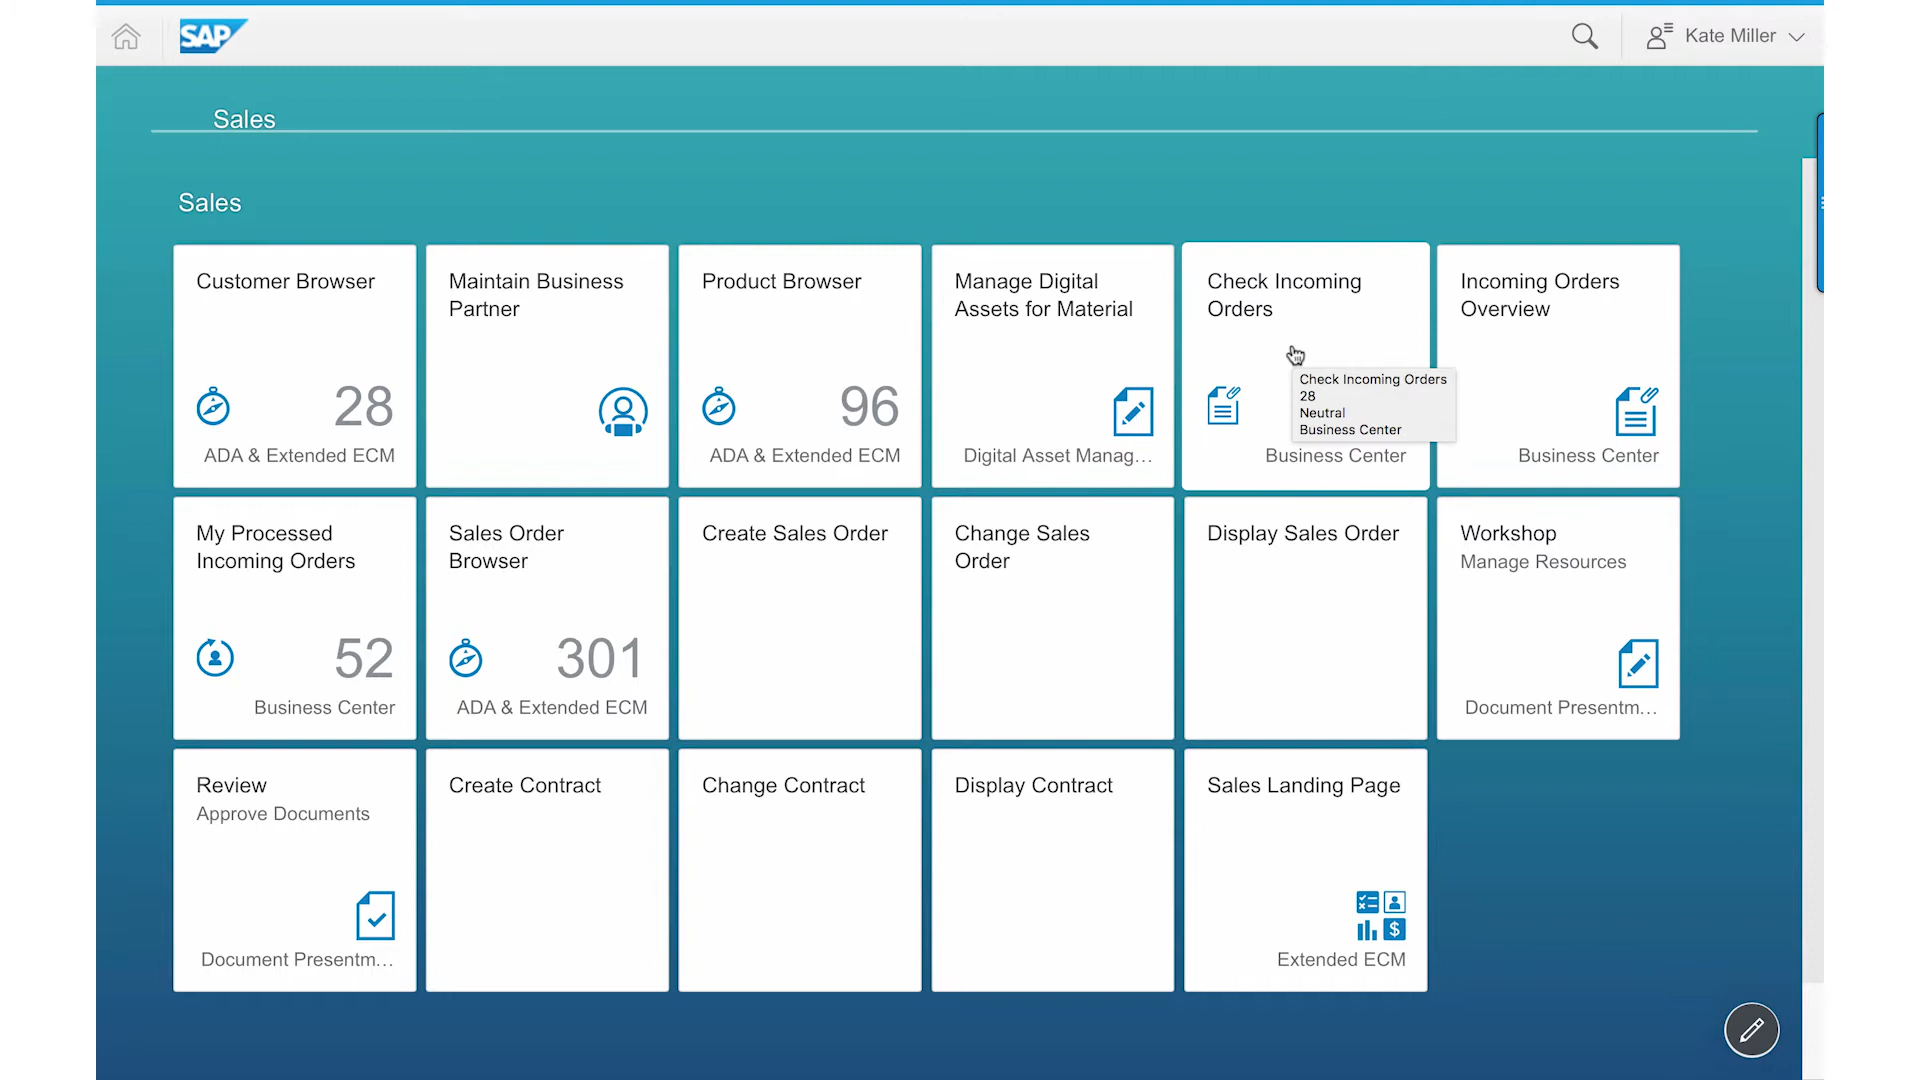 SAP
Kate Miller
Sales
Sales
Customer Browser
28
ADA & Extended ECM
Maintain Business
Partner
Product Browser
96
ADA & Extended ECM
Manage Digital
Assets for Material
Digital Asset Manag...
Check Incoming
Orders
Check Incoming Orders
28
Neutral
Business Center
Business Center
Incoming Orders
Overview
Business Center
My Processed
Incoming Orders
52
Business Center
Sales Order
Browser
301
ADA & Extended ECM
Create Sales Order
Change Sales
Order
Display Sales Order
Workshop
Manage Resources
Document Presentm...
Review
Approve Documents
Document Presentm...
Create Contract
Change Contract
Display Contract
Sales Landing Page
$
Extended ECM